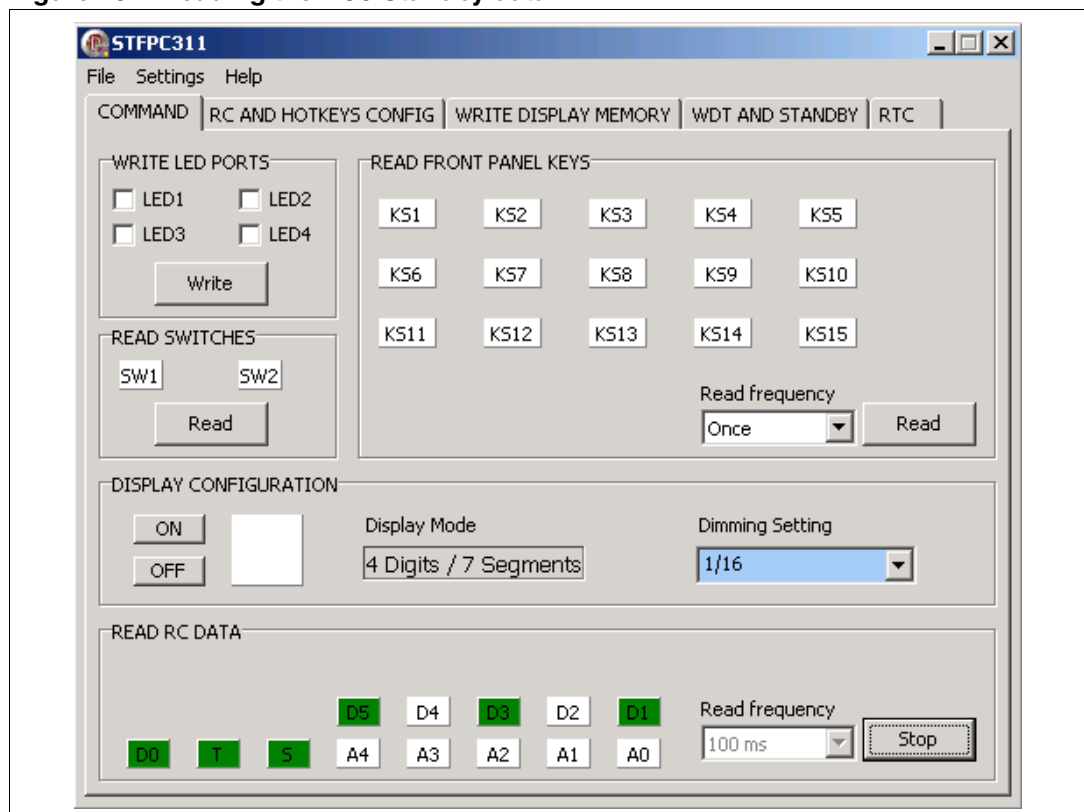 STFPC311
File Settings Help
COMMAND RC AND HOTKEYS CONFIG WRITE DISPLAY MEMORY WDT AND STANDBY RTC
WRITE LED PORTS
LED1 LED2
LED3 LED4
Write
READ SWITCHES
SW1 SW2
Read
READ FRONT PANEL KEYS
KS1 KS2 KS3 KS4 KS5
KS6 KS7 KS8 KS9 KS10
KS11 KS12 KS13 KS14 KS15
Read frequency
Once Read
DISPLAY CONFIGURATION
ON
OFF
Display Mode
4 Digits / 7 Segments
Dimming Setting
1/16
READ RC DATA
D5 D4 D3 D2 D1
D0 T S A4 A3 A2 A1 A0
Read frequency
100 ms Stop